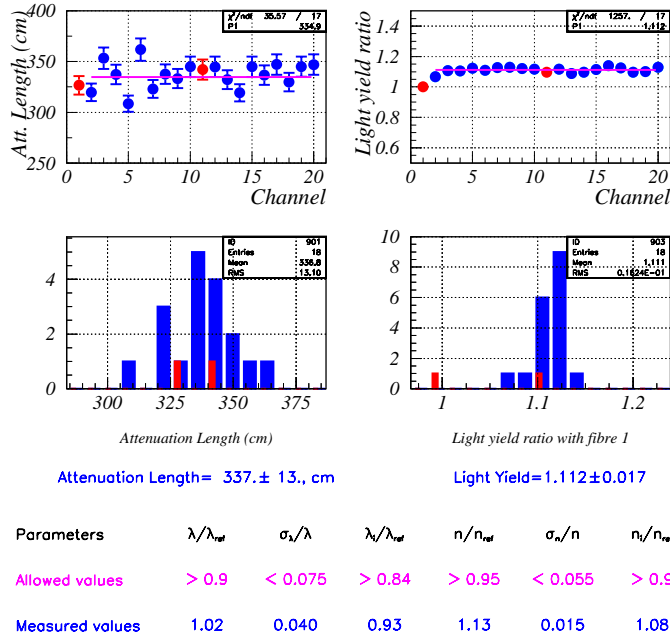 χ²/ndf 35.57 / 17
P1 334.9
Att. Length (cm)
400
350
300
250
0 5 10 15 20
Channel
χ²/ndf 1257. / 17
P1 1.112
Light yield ratio
1.4
1.2
1
0.8
0.6
0 5 10 15 20
Channel
ID 901
Entries 18
Mean 336.8
RMS 13.10
4
2
0
300 325 350 375
Attenuation Length (cm)
ID 903
Entries 18
Mean 1.111
RMS 0.1624E-01
10
8
6
4
2
0
1 1.1 1.2
Light yield ratio with fibre 1
Attenuation Length= 337.± 13., cm
Light Yield=1.112±0.017
Parameters λ/λref σλ/λ λi/λref n/nref σn/n ni/nre
Allowed values > 0.9 < 0.075 > 0.84 > 0.95 < 0.055 > 0.9
Measured values 1.02 0.040 0.93 1.13 0.015 1.08